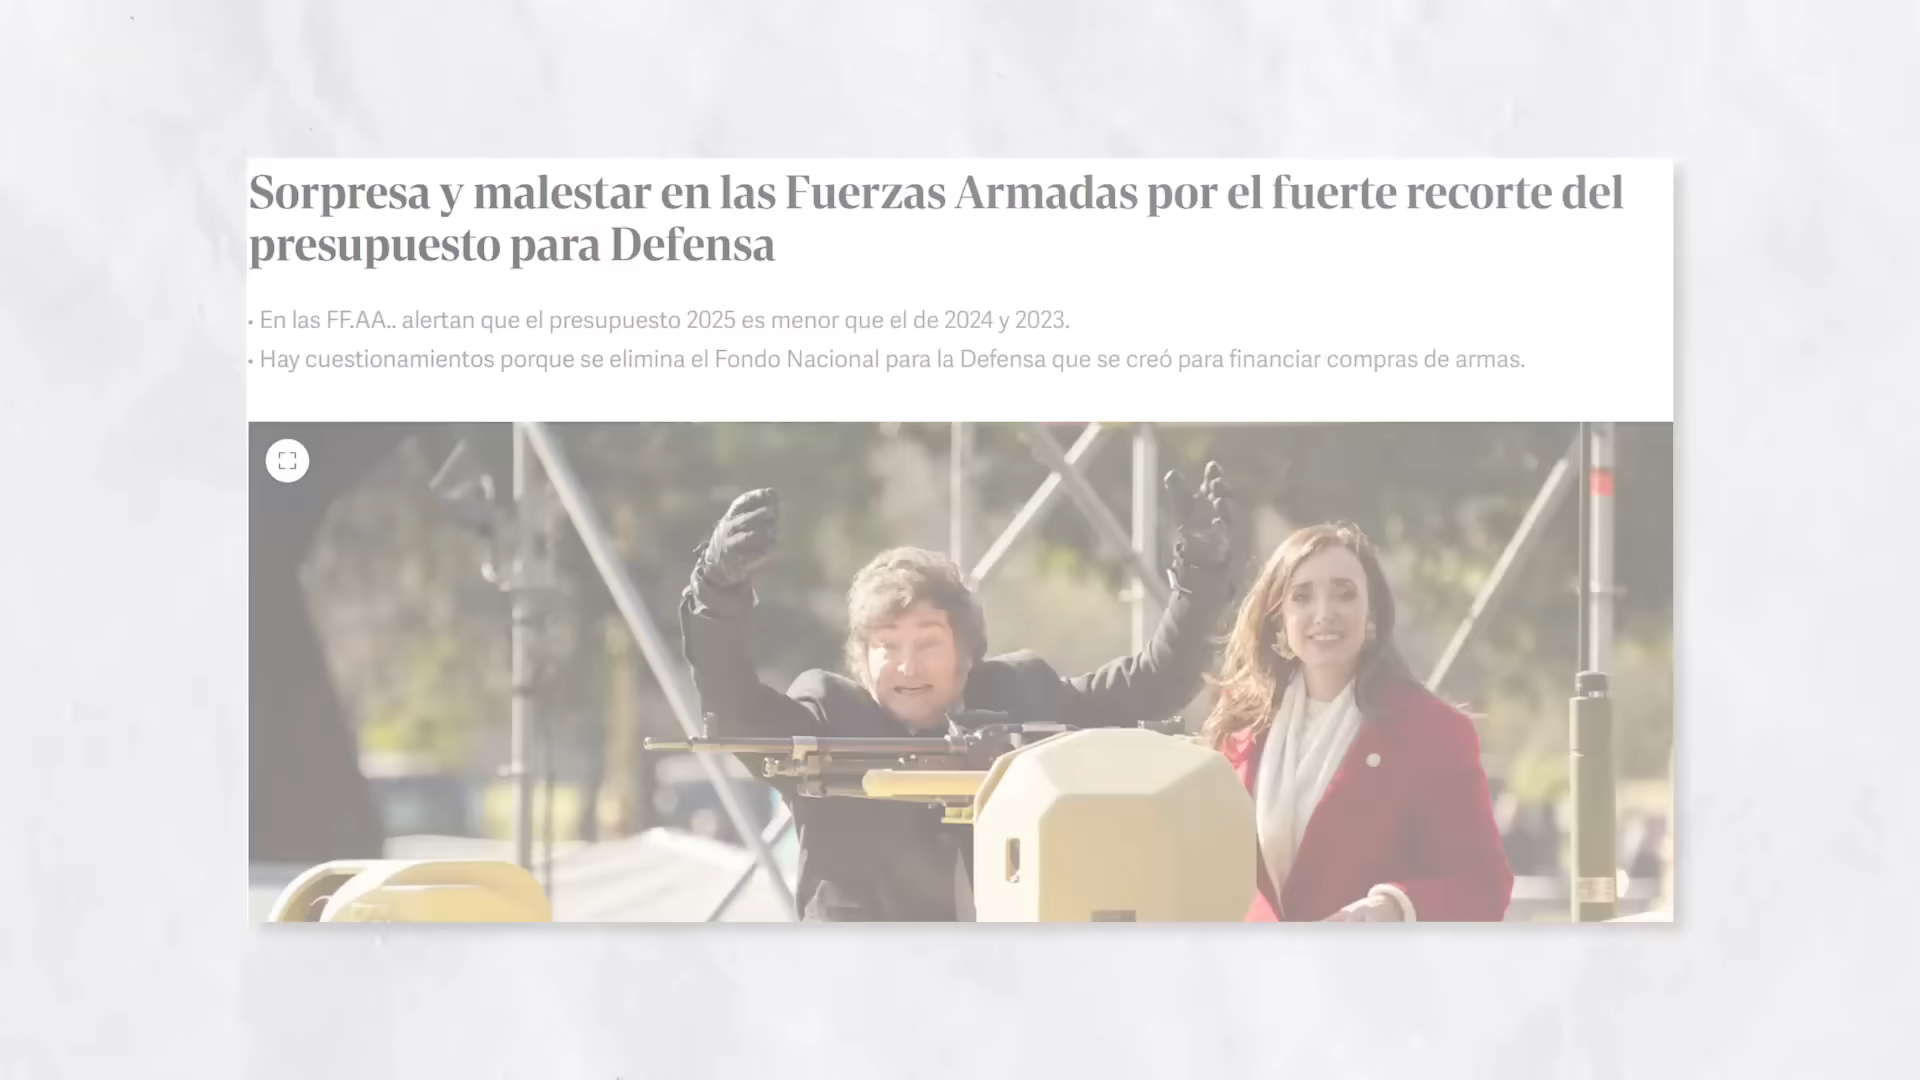 Sorpresa y malestar en las Fuerzas Armadas por el fuerte recorte del
presupuesto para Defensa
• En las FF.AA.. alertan que el presupuesto 2025 es menor que el de 2024 y 2023.
• Hay cuestionamientos porque se elimina el Fondo Nacional para la Defensa que se creó para financiar compras de armas.